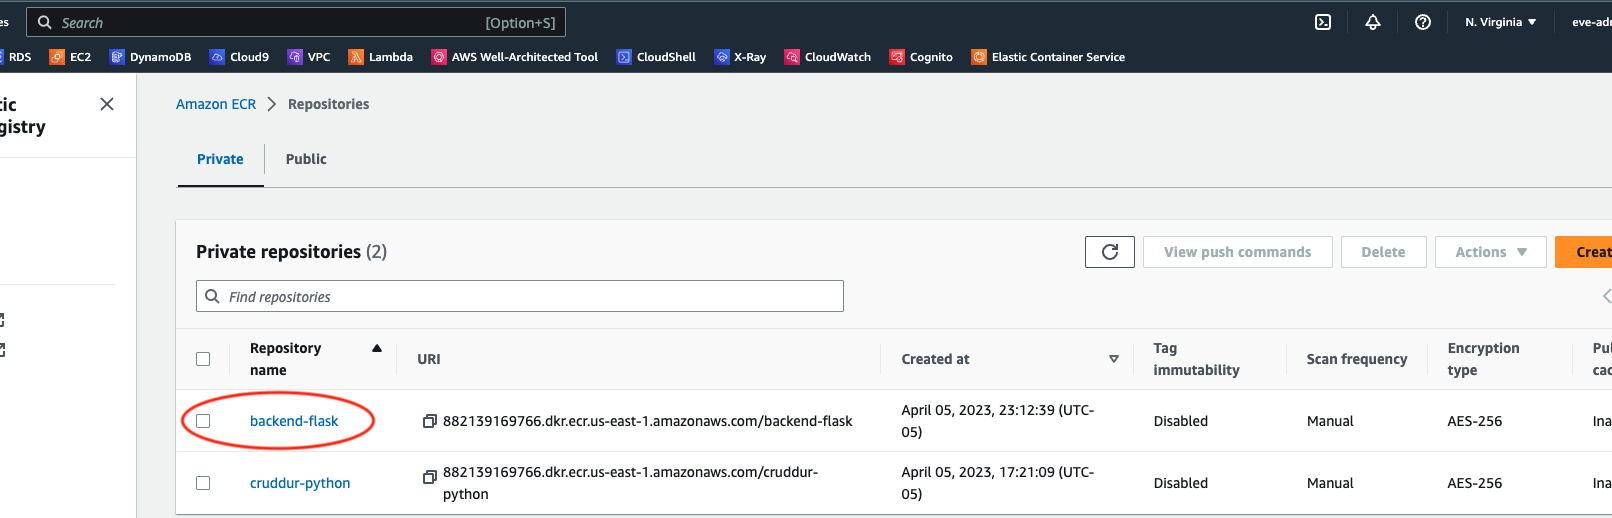 es Search [Option+S] N. Virginia ▼ eve-adr
RDS EC2 DynamoDB Cloud9 VPC Lambda AWS Well-Architected Tool CloudShell X-Ray CloudWatch Cognito Elastic Container Service
tic
gistry
Amazon ECR > Repositories
Private Public
Private repositories (2)
View push commands Delete Actions ▼ Creat
Find repositories
Repository name URI Created at Tag immutability Scan frequency Encryption type Pul cac
backend-flask 882139169766.dkr.ecr.us-east-1.amazonaws.com/backend-flask April 05, 2023, 23:12:39 (UTC-05) Disabled Manual AES-256 Ina
cruddur-python 882139169766.dkr.ecr.us-east-1.amazonaws.com/cruddur-python April 05, 2023, 17:21:09 (UTC-05) Disabled Manual AES-256 Ina